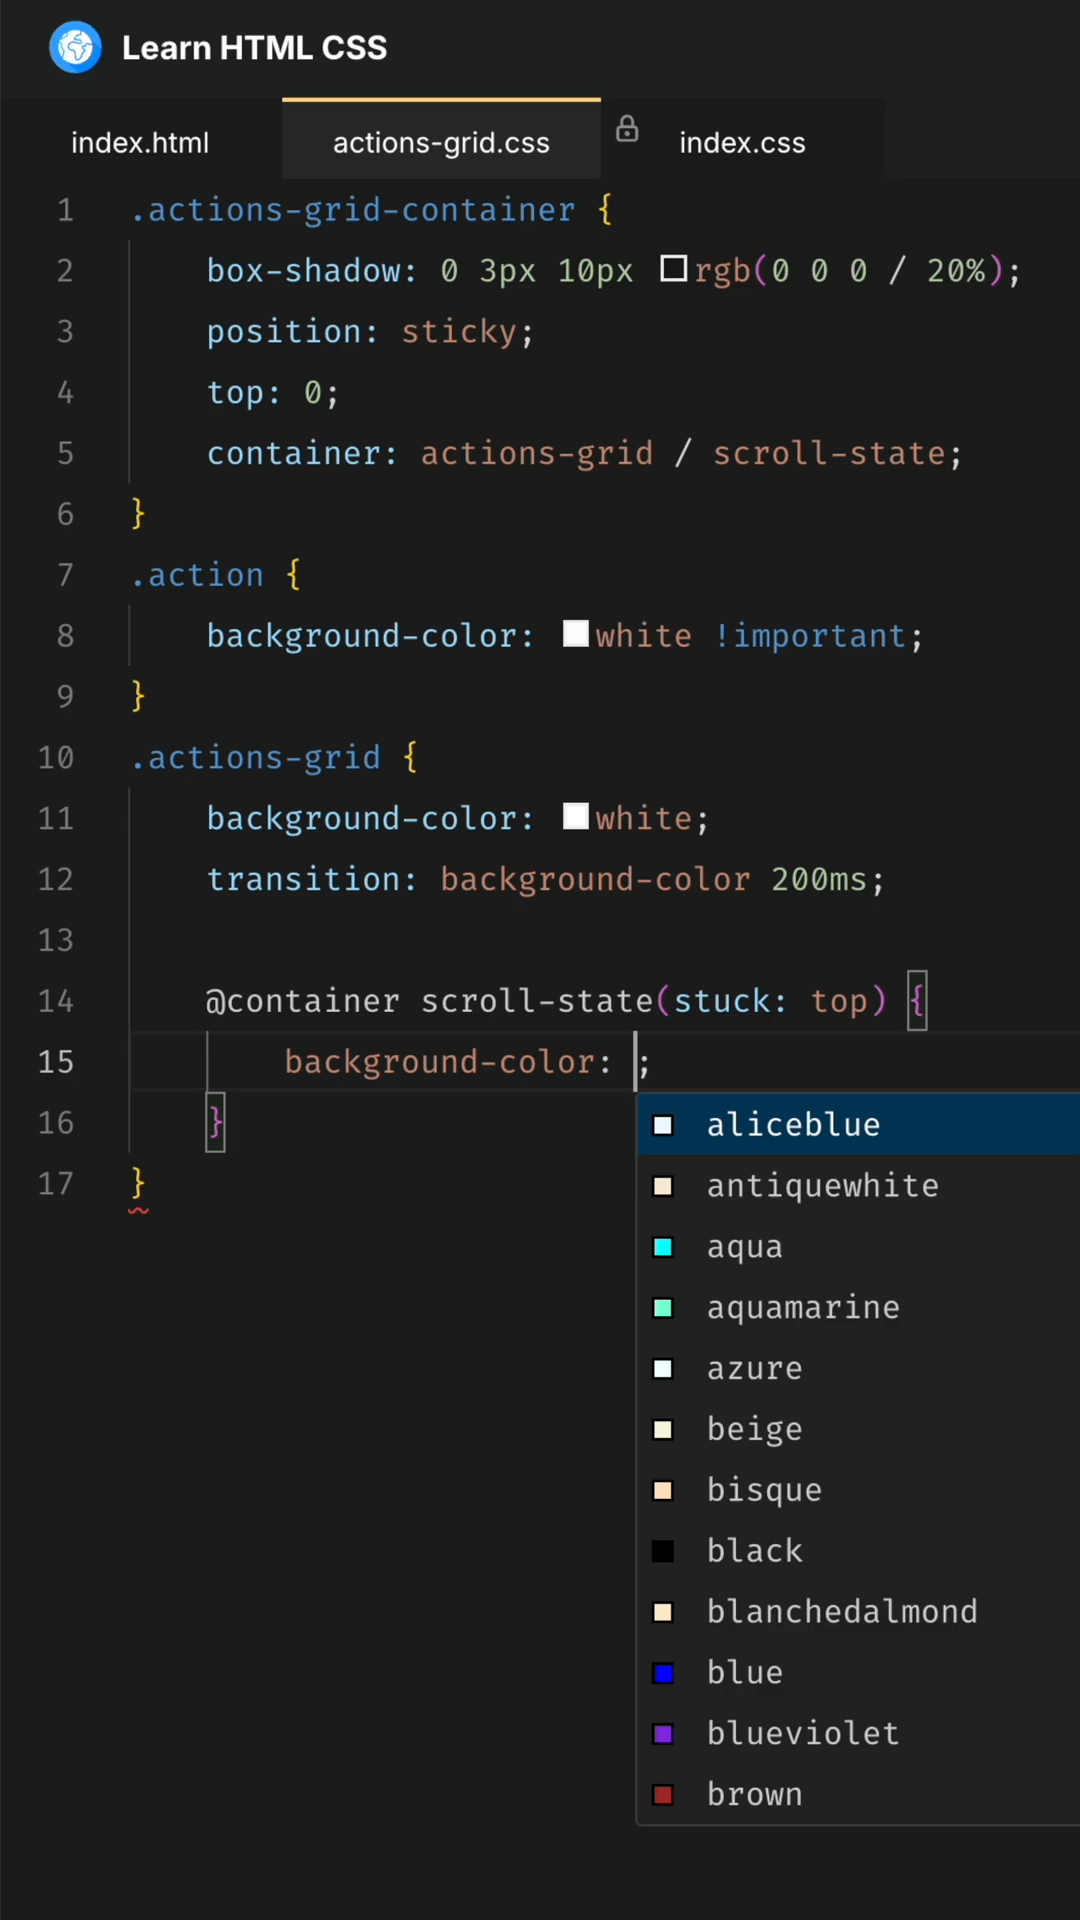 Learn HTML CSS
index.html actions-grid.css index.css
1 .actions-grid-container {
2 box-shadow: 0 3px 10px rgb(0 0 0 / 20%);
3 position: sticky;
4 top: 0;
5 container: actions-grid / scroll-state;
6 }
7 .action {
8 background-color: white !important;
9 }
10 .actions-grid {
11 background-color: white;
12 transition: background-color 200ms;
13
14 @container scroll-state(stuck: top) {
15 background-color: ;
16 }
17 }
aliceblue
antiquewhite
aqua
aquamarine
azure
beige
bisque
black
blanchedalmond
blue
blueviolet
brown